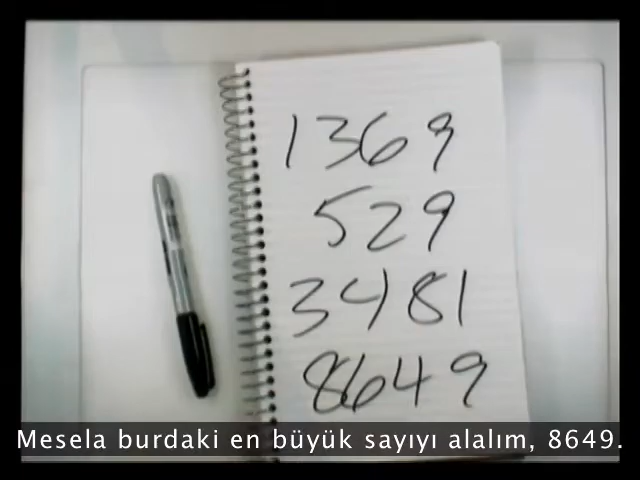 1369
529
3481
8649
Mesela burdaki en büyük sayıyı alalım, 8649.